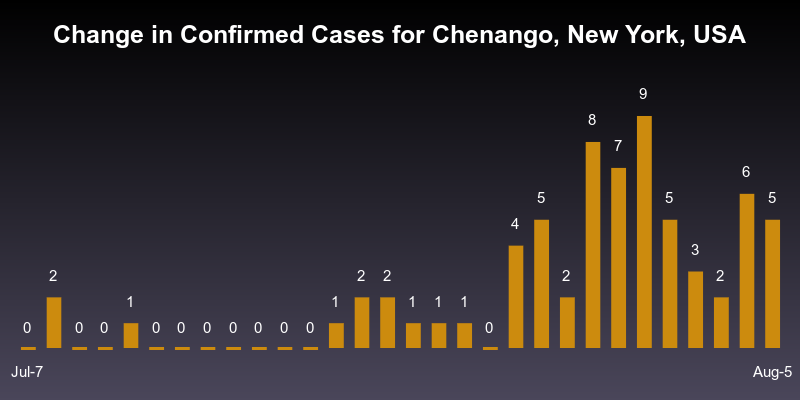 Change in Confirmed Cases for Chenango, New York, USA
0 2 0 0 1 0 0 0 0 0 0 0 1 2 2 1 1 1 0 4 5 2 8 7 9 5 3 2 6 5
Jul-7 Aug-5